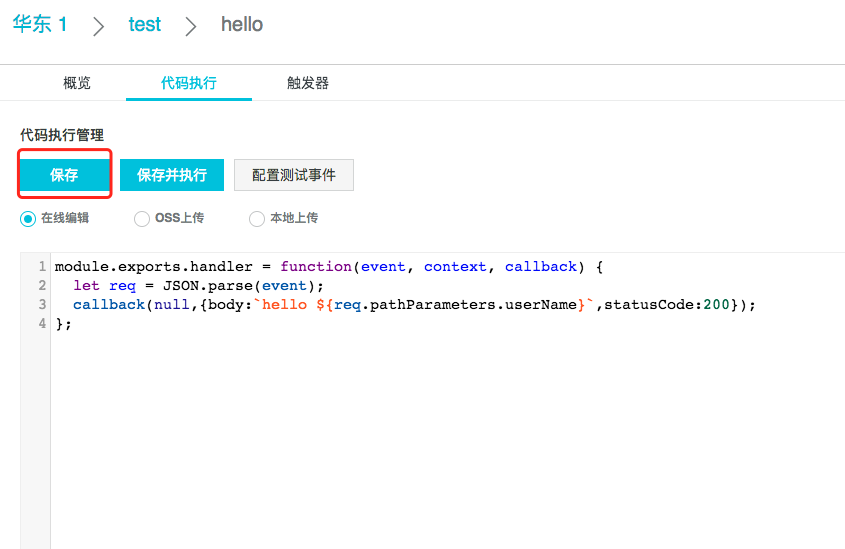 华东 1 > test > hello
概览 代码执行 触发器
代码执行管理
保存 保存并执行 配置测试事件
在线编辑 OSS上传 本地上传
1 module.exports.handler = function(event, context, callback) {
2   let req = JSON.parse(event);
3   callback(null,{body:`hello ${req.pathParameters.userName}`,statusCode:200});
4 };